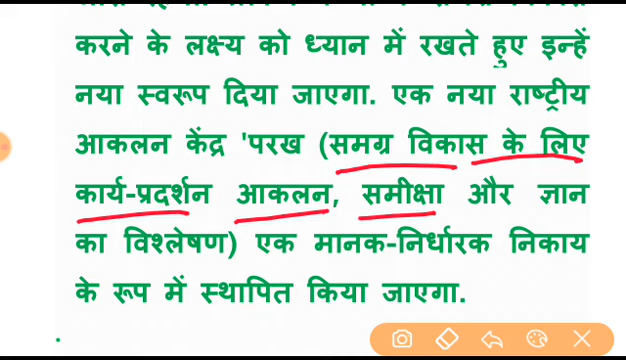 करने के लक्ष्य को ध्यान में रखते हुए इन्हें
नया स्वरूप दिया जाएगा. एक नया राष्ट्रीय
आकलन केंद्र 'परख (समग्र विकास के लिए
कार्य-प्रदर्शन आकलन, समीक्षा और ज्ञान
का विश्लेषण) एक मानक-निर्धारक निकाय
के रूप में स्थापित किया जाएगा.